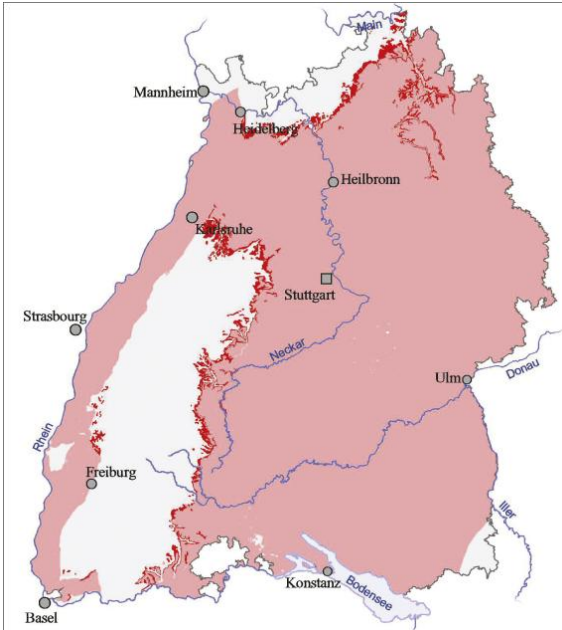 Main
Mannheim
Heidelberg
Heilbronn
Karlsruhe
Stuttgart
Strasbourg
Neckar
Ulm
Donau
Rhein
Freiburg
Iller
Konstanz
Bodensee
Basel